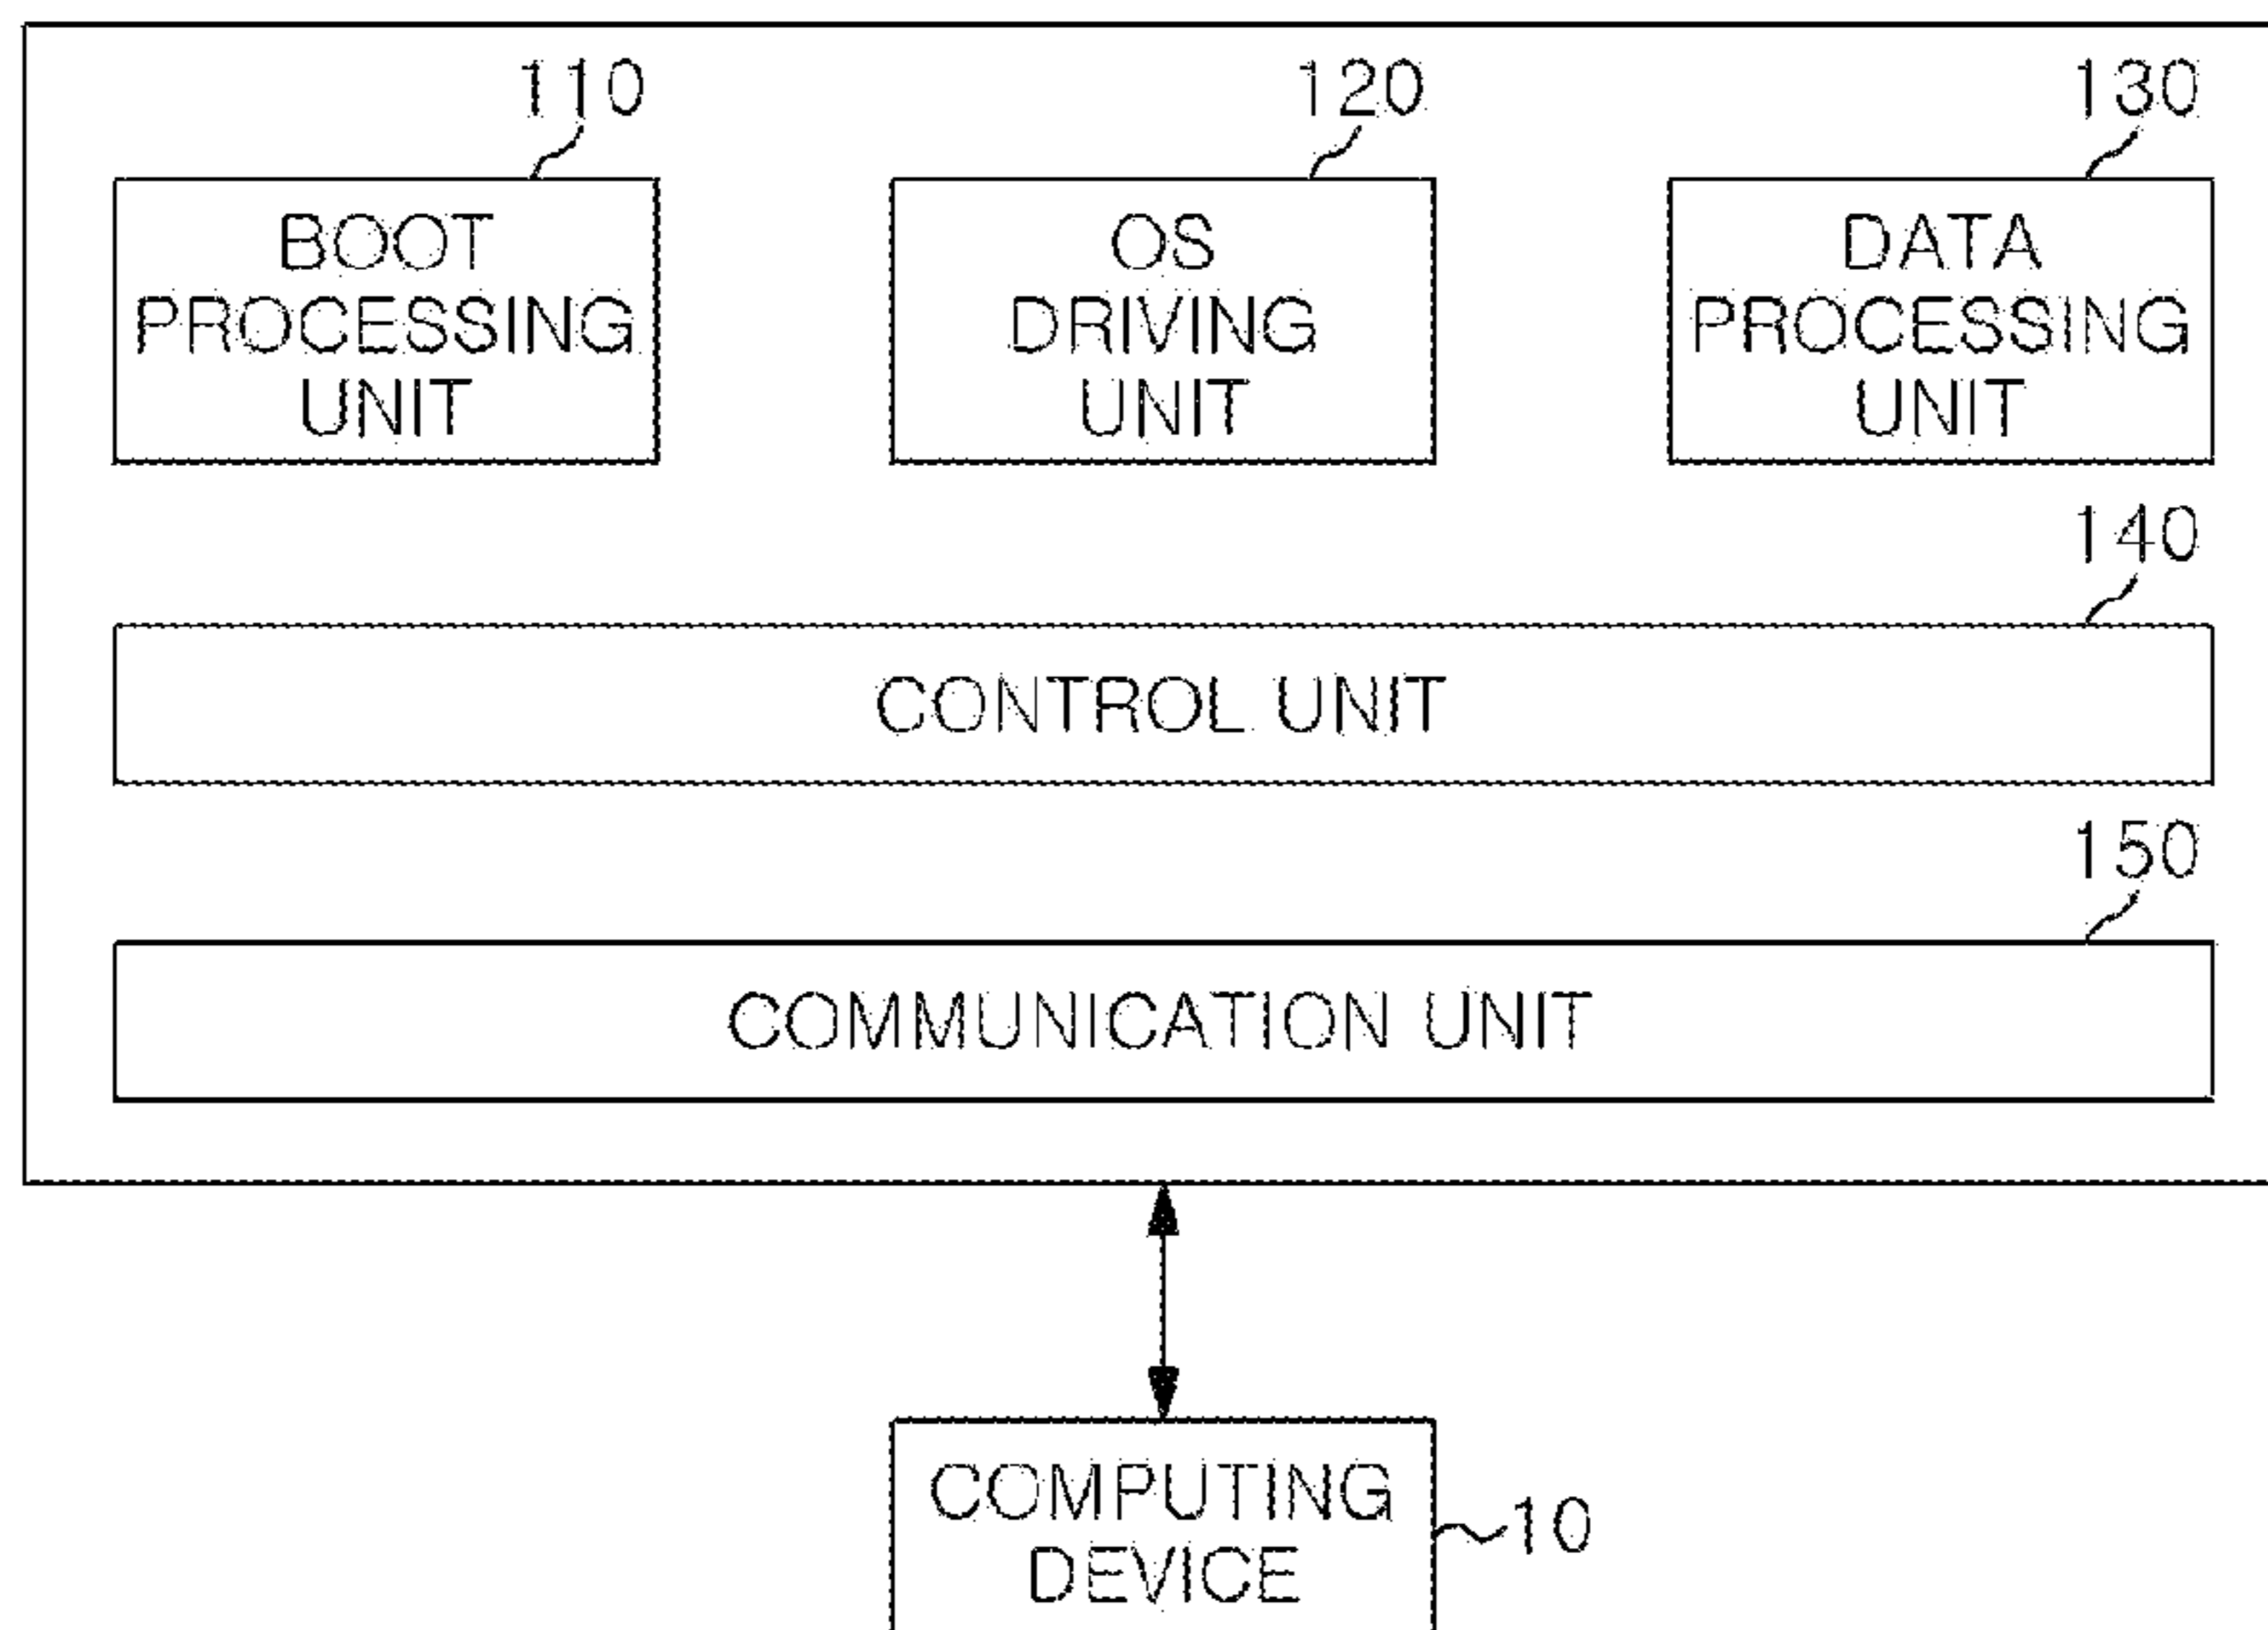 110
120
130
BOOT
PROCESSING
UNIT
OS
DRIVING
UNIT
DATA
PROCESSING
UNIT
140
CONTROL UNIT
150
COMMUNICATION UNIT
COMPUTING
DEVICE
10